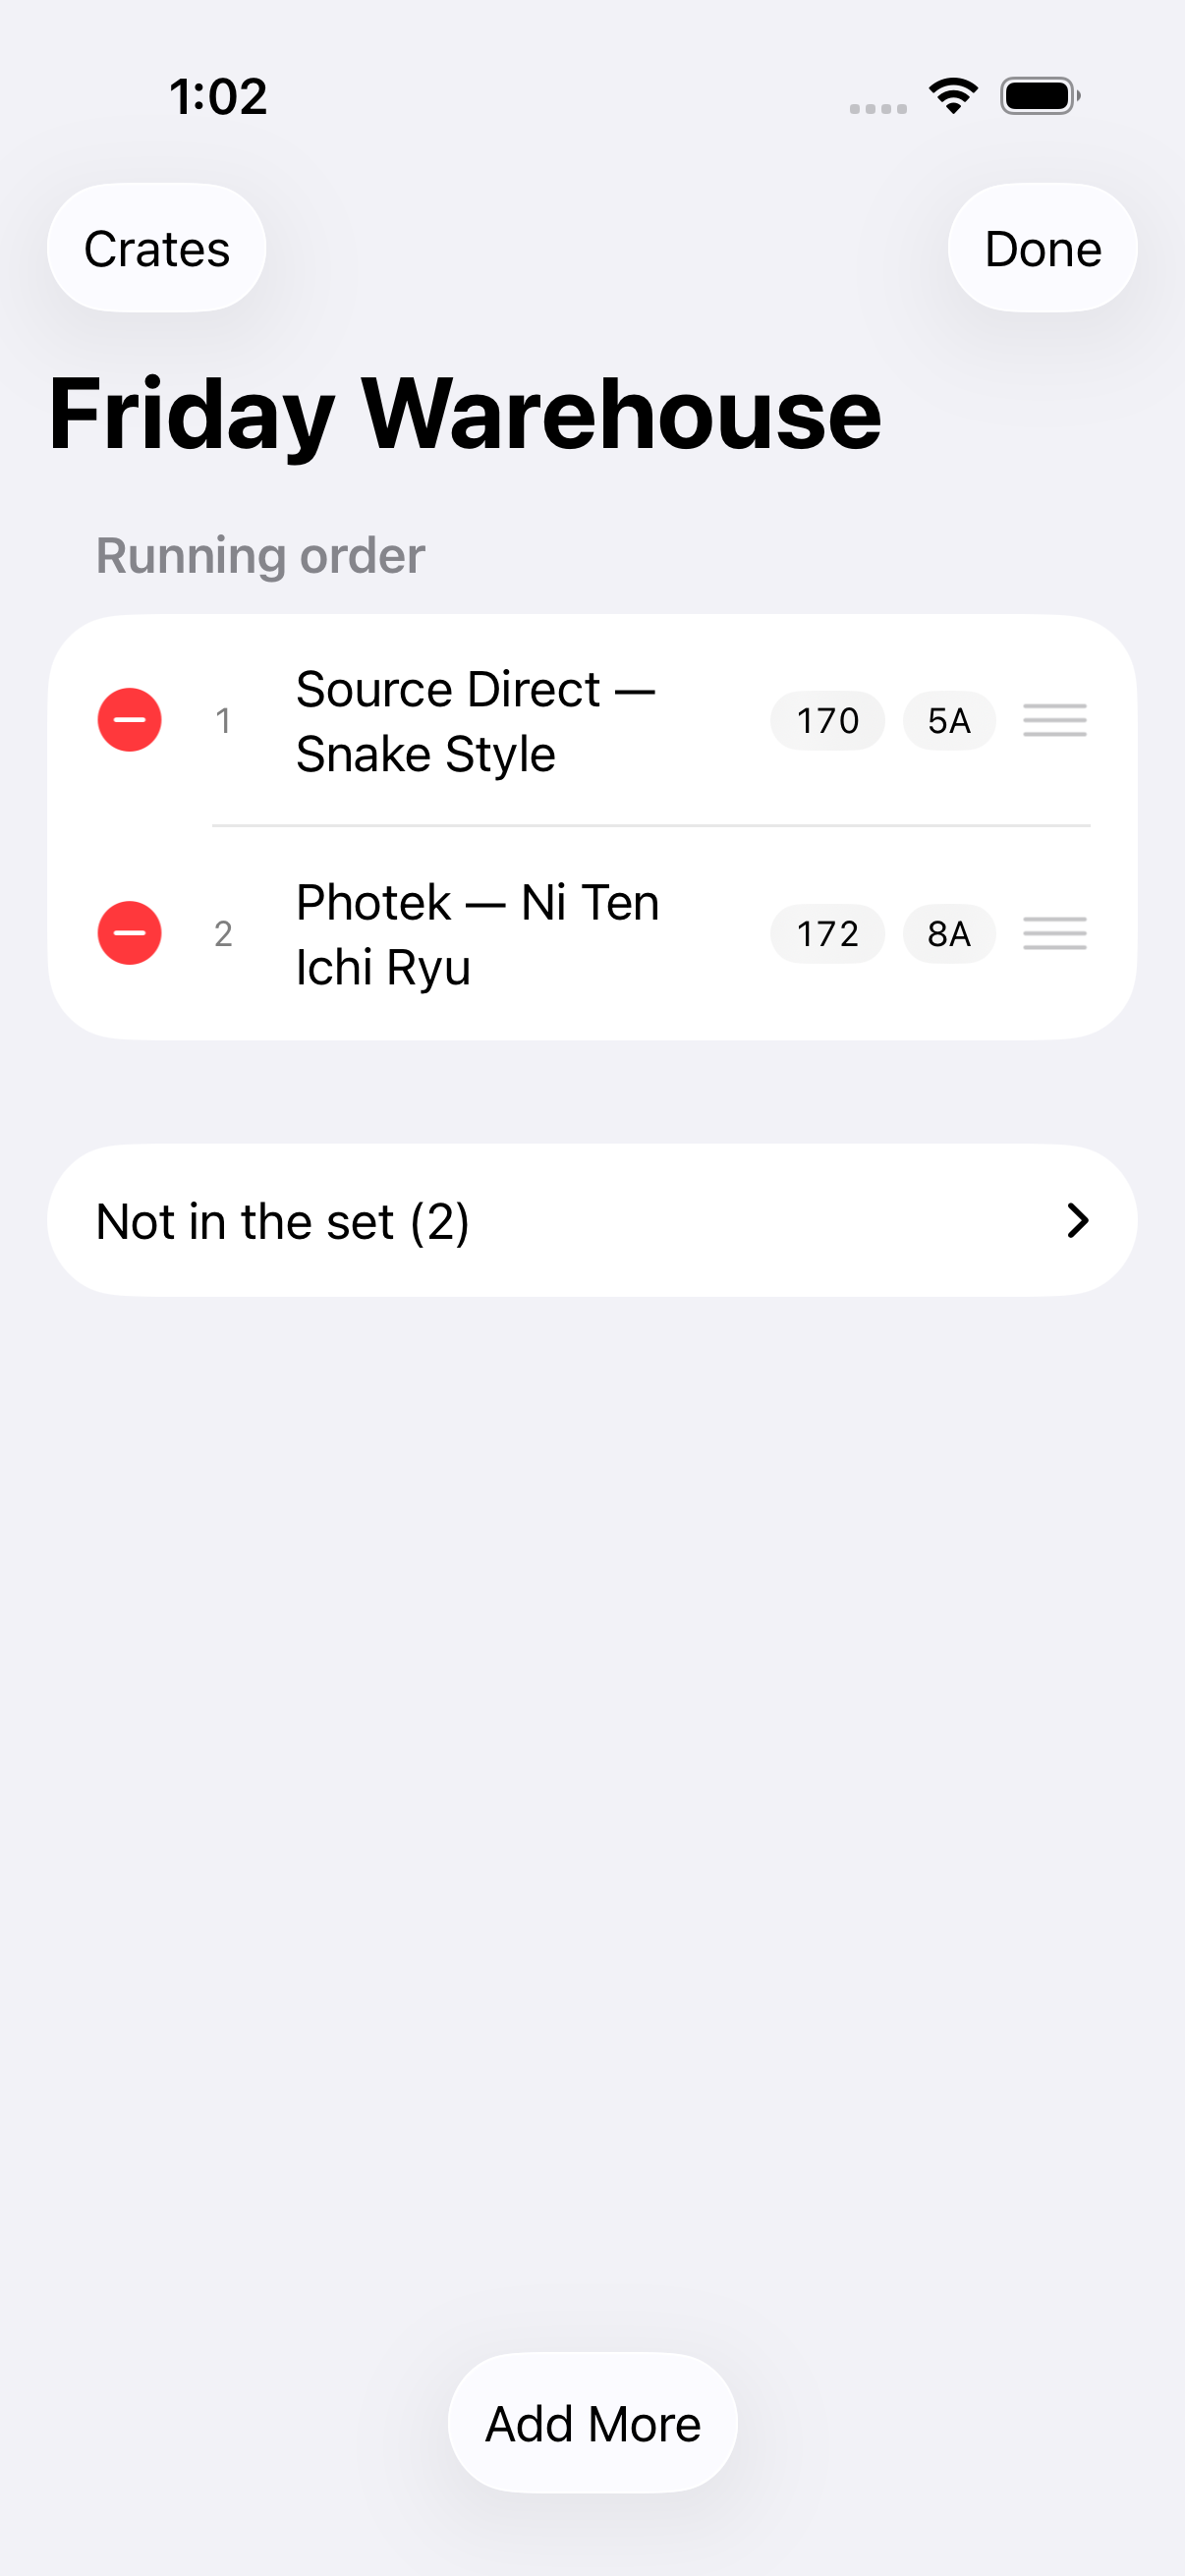 1:02
Crates
Done
Friday Warehouse
Running order
1
Source Direct —
Snake Style
170
5A
2
Photek — Ni Ten
Ichi Ryu
172
8A
Not in the set (2)
Add More